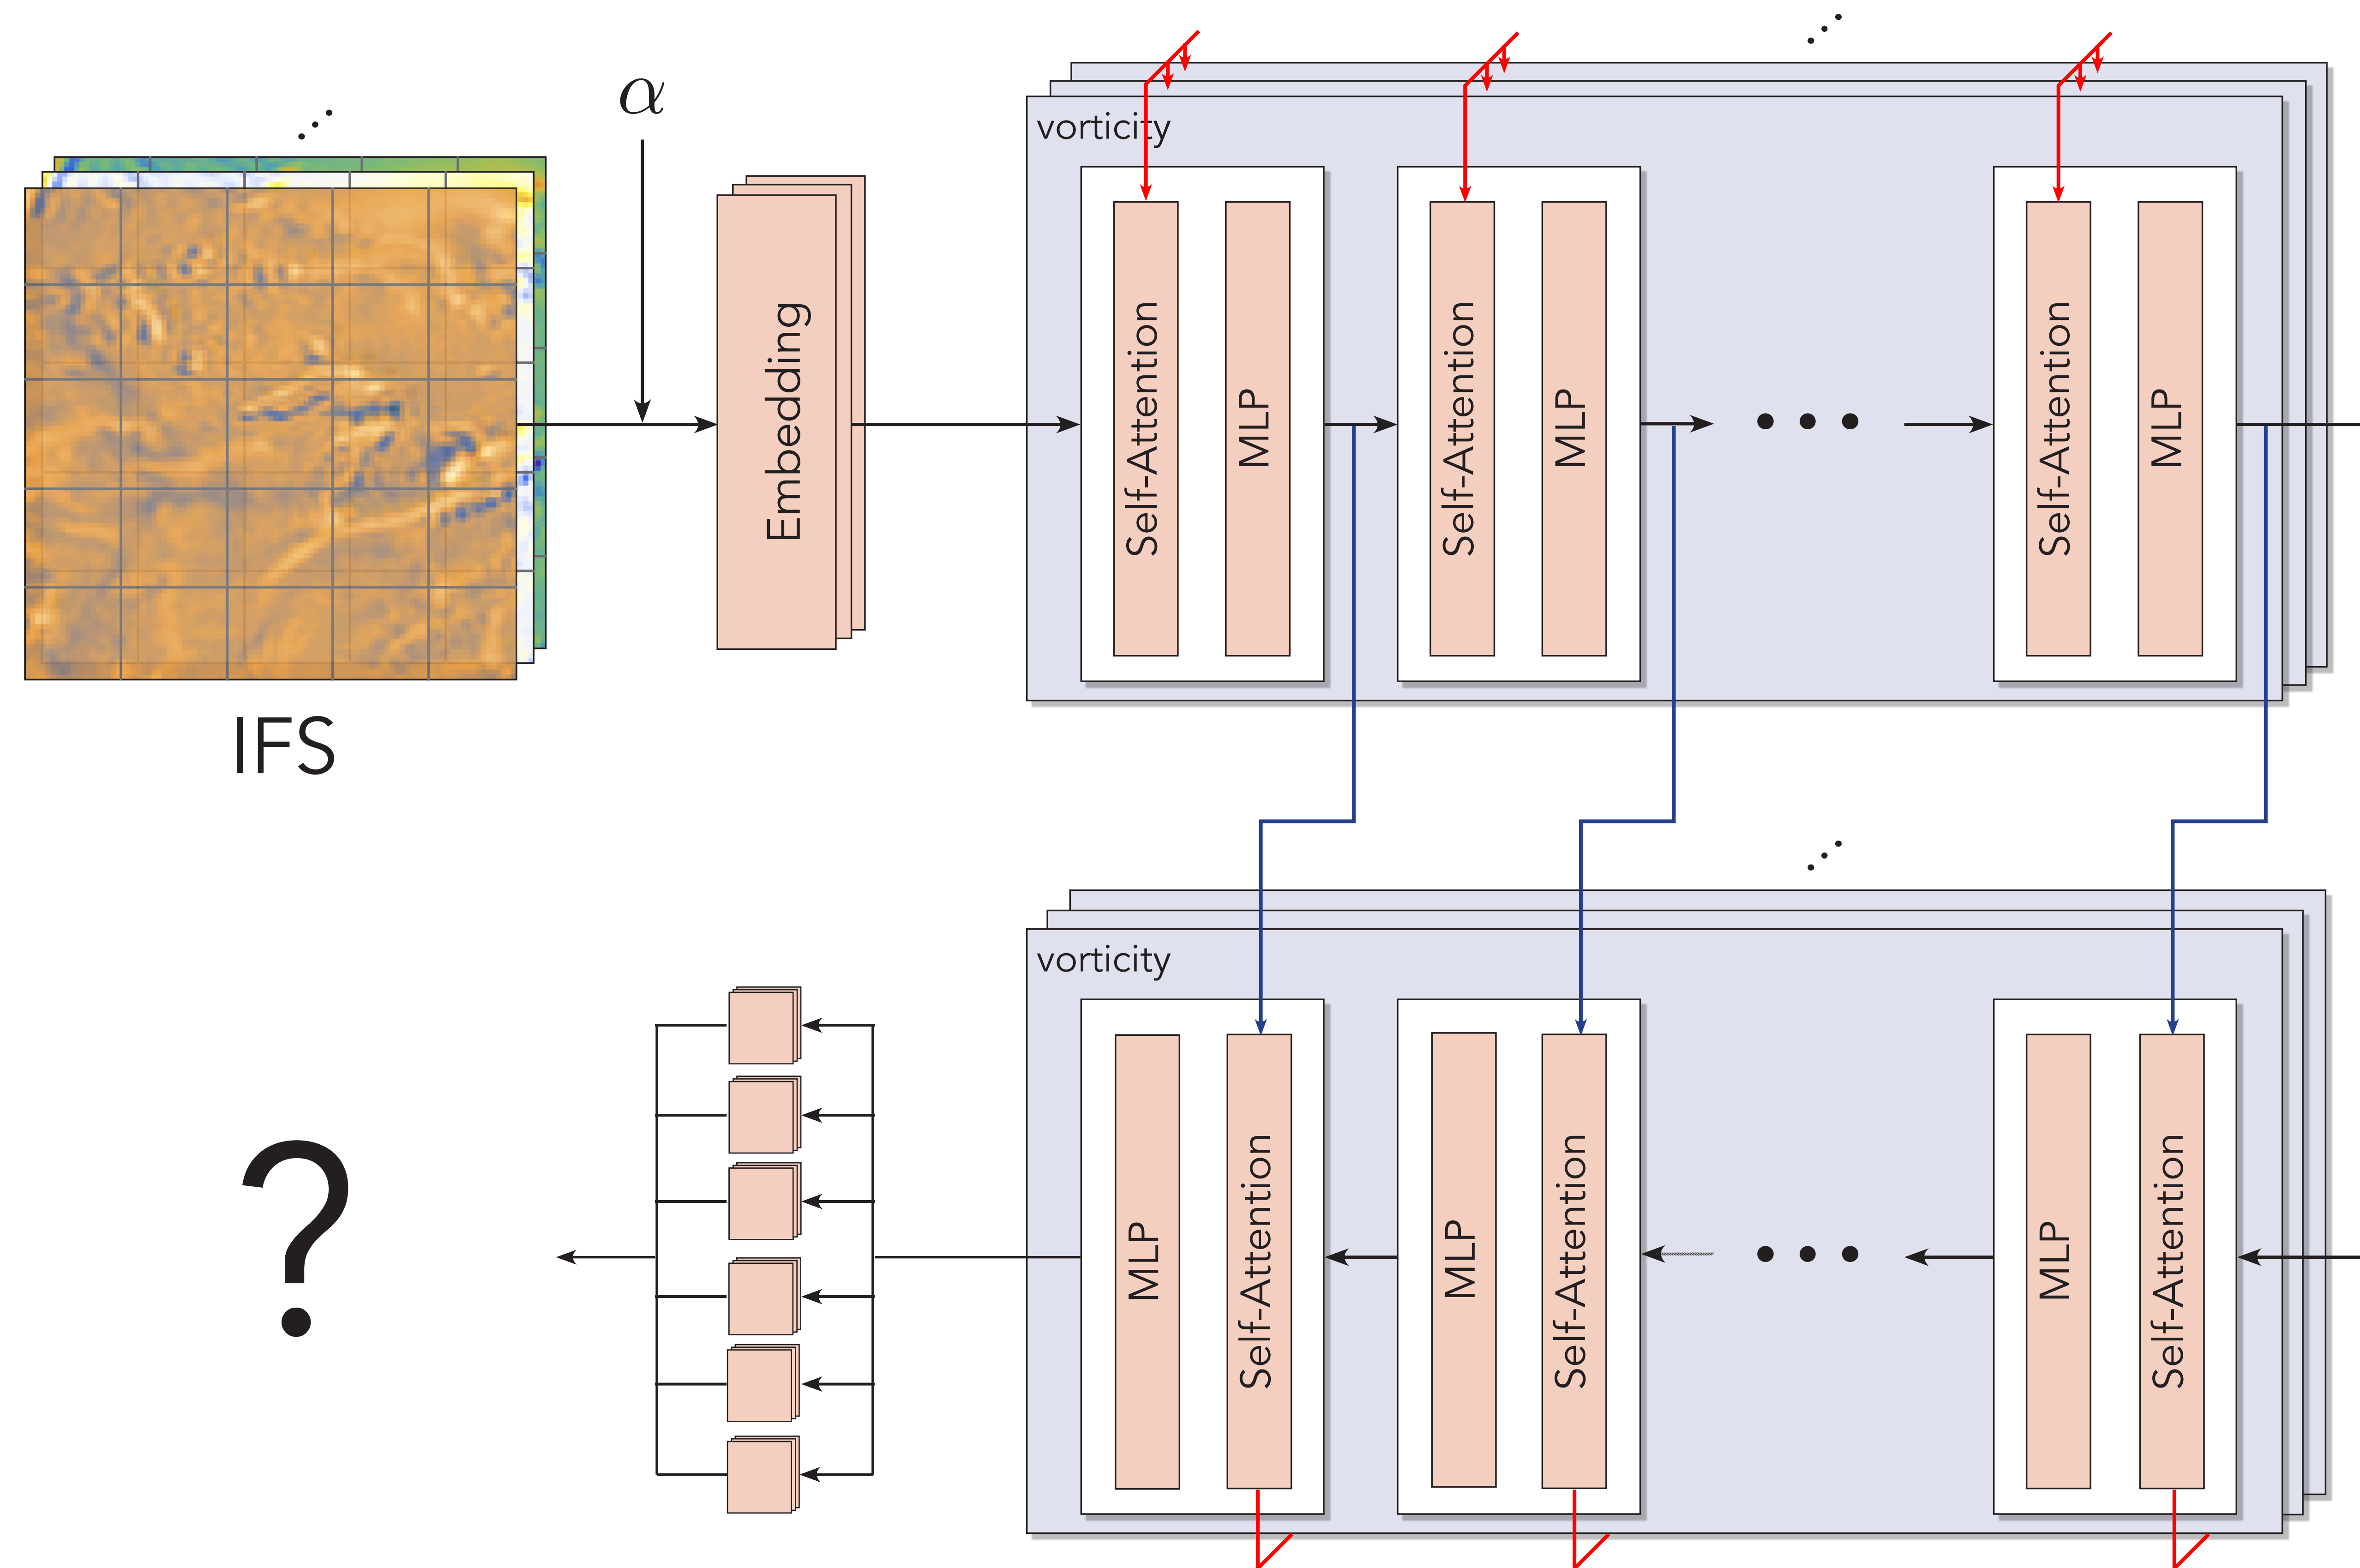 α
vorticity
Embedding
Self-Attention
MLP
Self-Attention
MLP
Self-Attention
MLP
IFS
vorticity
MLP
Self-Attention
MLP
Self-Attention
MLP
Self-Attention
?